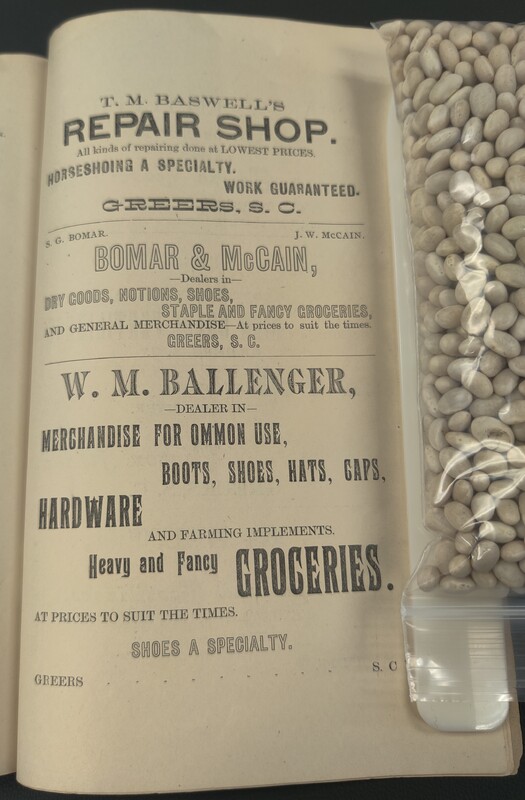 T. M. BASWELL'S
REPAIR SHOP.
All kinds of repairing done at LOWEST PRICES.
HORSESHOING A SPECIALTY.
WORK GUARANTEED.
GREERS, S. C.
S. G. BOMAR. J. W. McCAIN.
BOMAR & McCAIN,
—Dealers in—
DRY GOODS, NOTIONS, SHOES,
STAPLE AND FANCY GROCERIES,
AND GENERAL MERCHANDISE—At prices to suit the times.
GREERS, S. C.
W. M. BALLENGER,
—DEALER IN—
MERCHANDISE FOR OMMON USE,
BOOTS, SHOES, HATS, CAPS,
HARDWARE
AND FARMING IMPLEMENTS.
Heavy and Fancy GROCERIES.
AT PRICES TO SUIT THE TIMES.
SHOES A SPECIALTY.
GREERS . . . . . . S. C